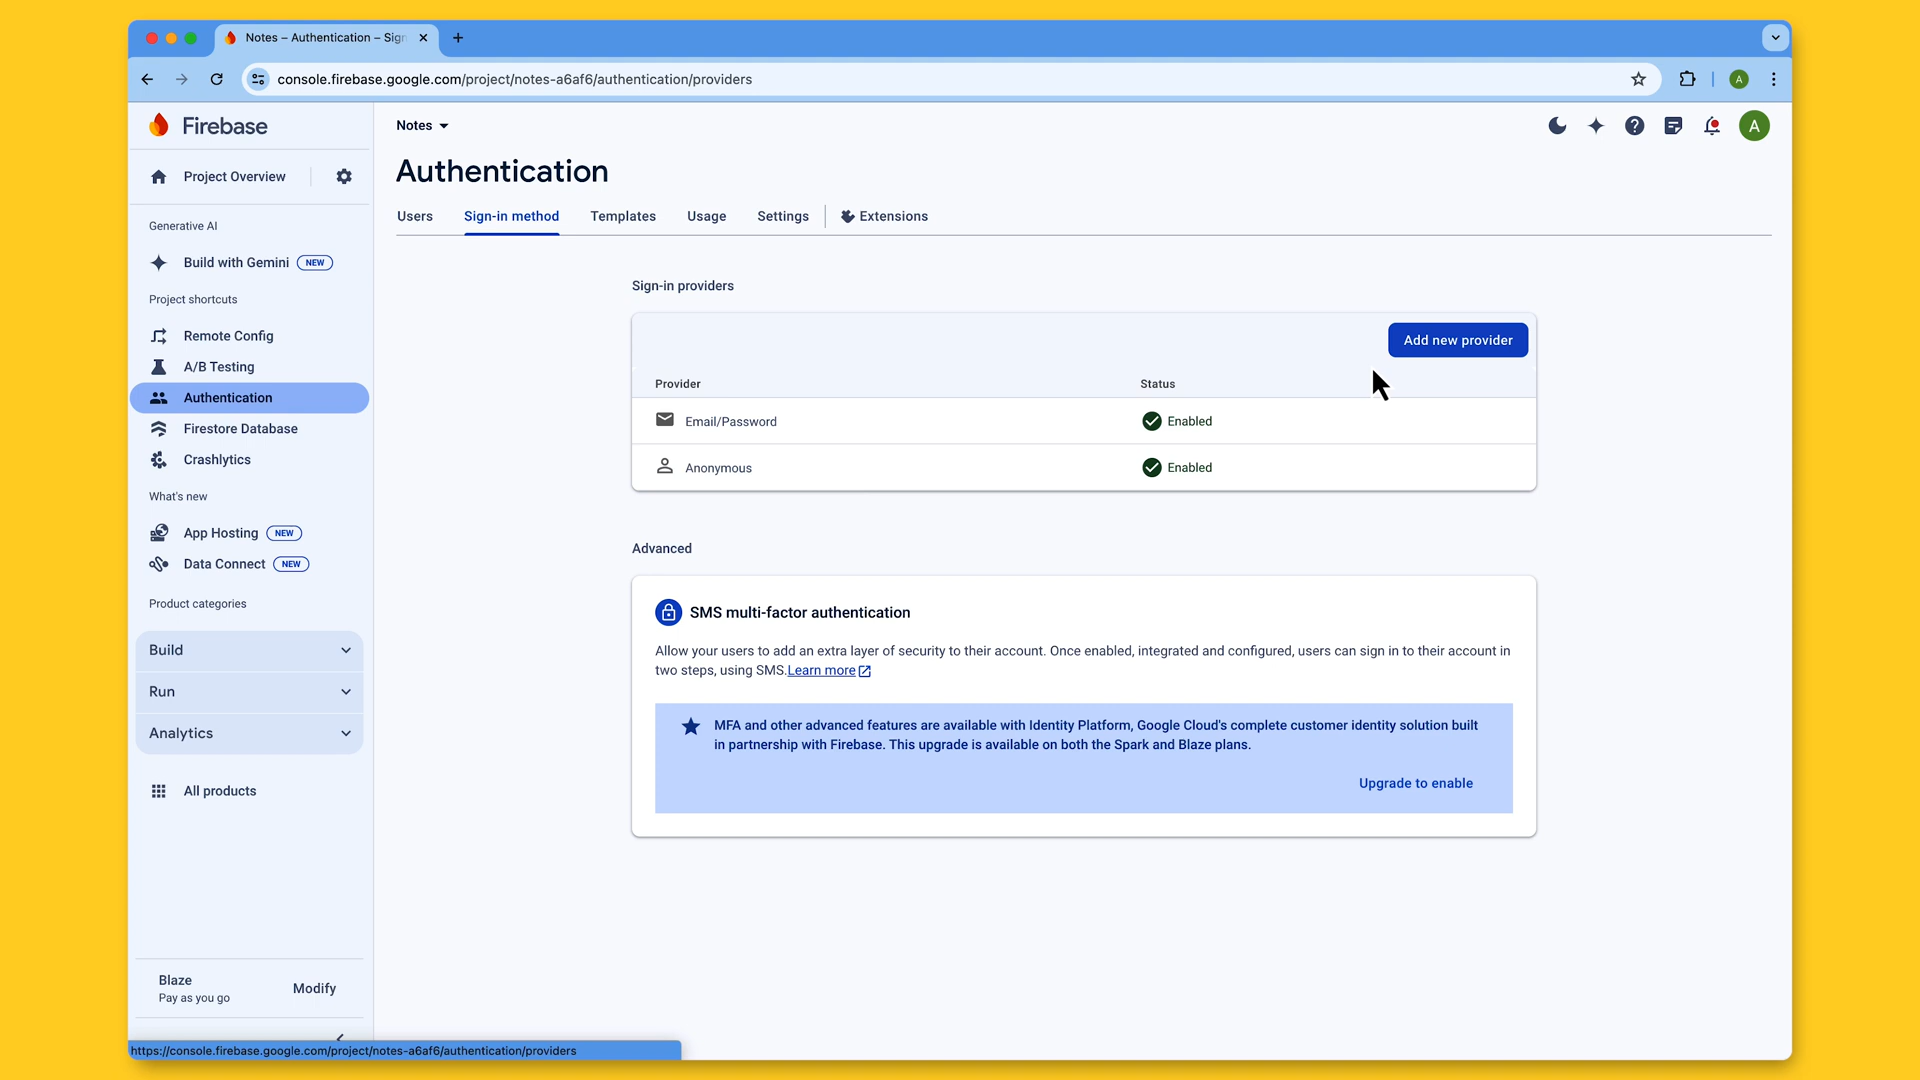 Notes – Authentication – Sign
console.firebase.google.com/project/notes-a6af6/authentication/providers
A
Firebase
Notes
A
Project Overview
Authentication
Users
Sign-in method
Templates
Usage
Settings
Extensions
Generative AI
Build with Gemini NEW
Project shortcuts
Remote Config
A/B Testing
Authentication
Firestore Database
Crashlytics
What's new
App Hosting NEW
Data Connect NEW
Product categories
Build
Run
Analytics
All products
Blaze
Pay as you go
Modify
Sign-in providers
Add new provider
Provider Status
Email/Password Enabled
Anonymous Enabled
Advanced
SMS multi-factor authentication
Allow your users to add an extra layer of security to their account. Once enabled, integrated and configured, users can sign in to their account in
two steps, using SMS.Learn more
MFA and other advanced features are available with Identity Platform, Google Cloud's complete customer identity solution built
in partnership with Firebase. This upgrade is available on both the Spark and Blaze plans.
Upgrade to enable
https://console.firebase.google.com/project/notes-a6af6/authentication/providers